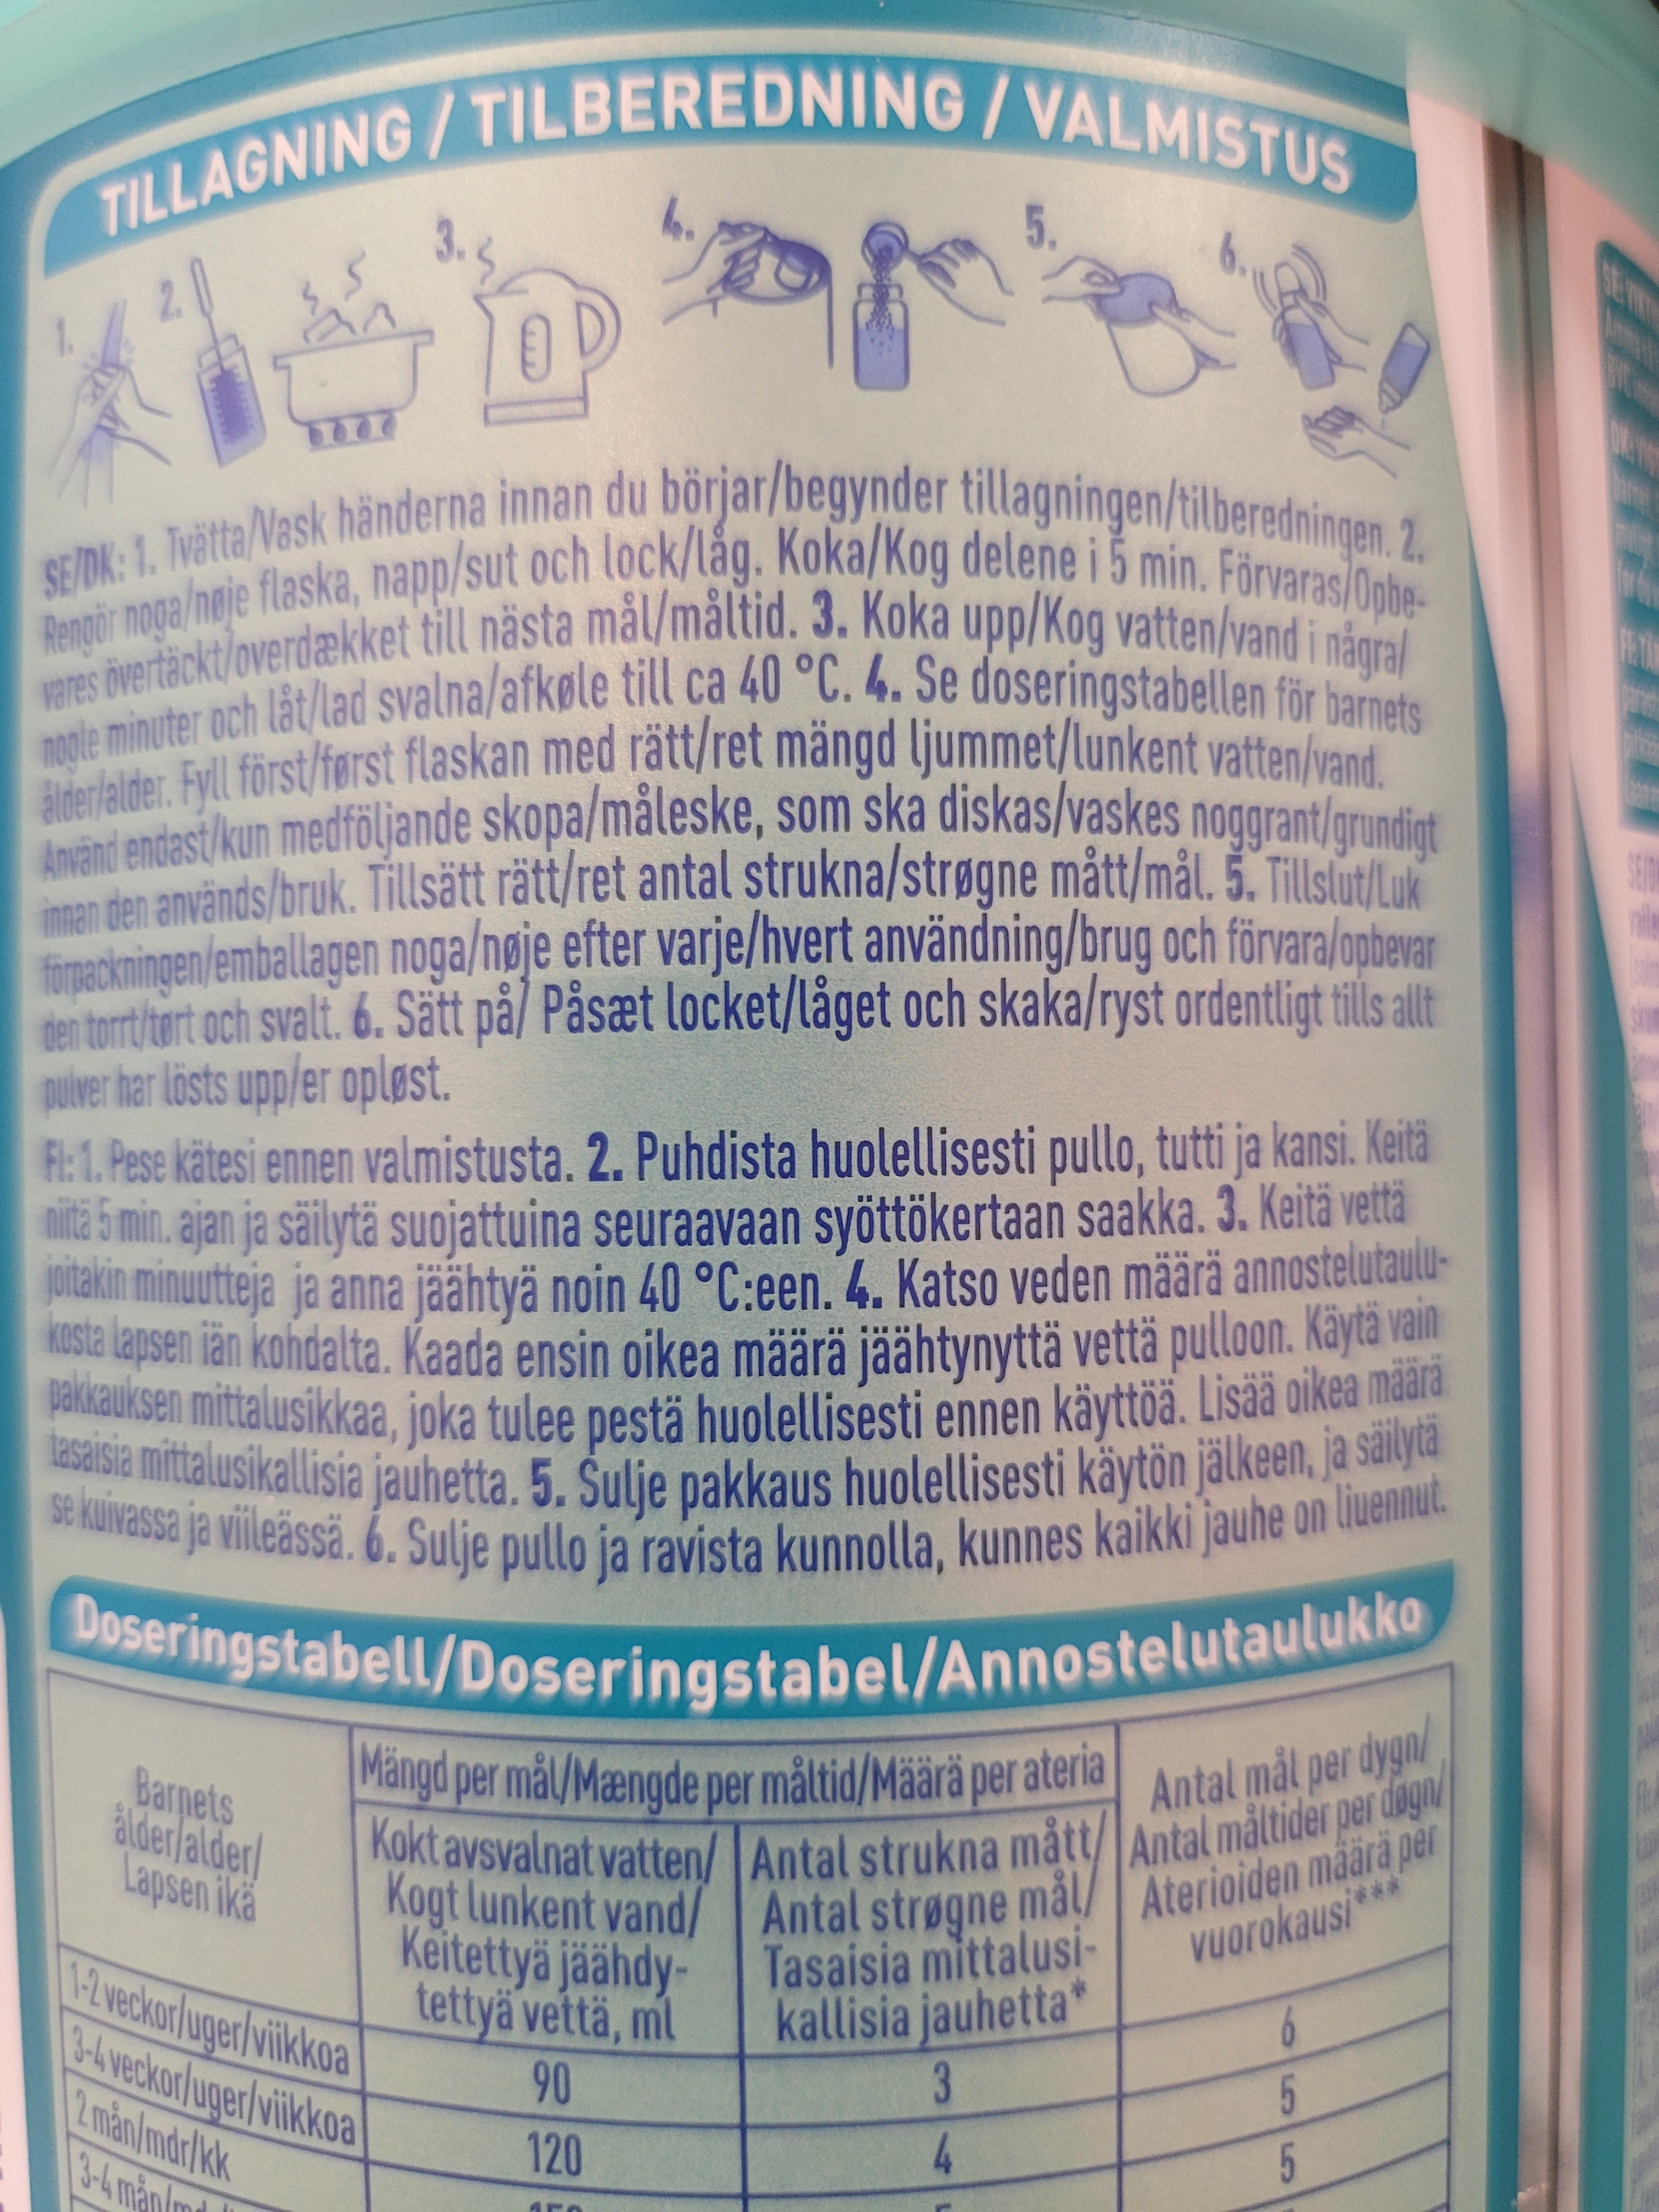 TILLAGNING / TILBEREDNING / VALMISTUS
1.
2.
3.
4.
5.
6.
SE/DK: 1. Tvätta/Vask händerna innan du börjar/begynder tillagningen/tilberedningen. 2.
Rengör noga/nøje flaska, napp/sut och lock/låg. Koka/Kog delene i 5 min. Förvaras/Opbe-
vares övertäckt/overdækket till nästa mål/måltid. 3. Koka upp/Kog vatten/vand i några/
nogle minuter och låt/lad svalna/afkøle till ca 40 °C. 4. Se doseringstabellen för barnets
ålder/alder. Fyll först/først flaskan med rätt/ret mängd ljummet/lunkent vatten/vand.
Använd endast/kun medföljande skopa/måleske, som ska diskas/vaskes noggrant/grundigt
innan den används/bruk. Tillsätt rätt/ret antal strukna/strøgne mått/mål. 5. Tillslut/Luk
förpackningen/emballagen noga/nøje efter varje/hvert användning/brug och förvara/opbevar
den torrt/tørt och svalt. 6. Sätt på/ Påsæt locket/låget och skaka/ryst ordentligt tills allt
pulver har lösts upp/er opløst.
FI: 1. Pese kätesi ennen valmistusta. 2. Puhdista huolellisesti pullo, tutti ja kansi. Keitä
niitä 5 min. ajan ja säilytä suojattuina seuraavaan syöttökertaan saakka. 3. Keitä vettä
joitakin minuutteja ja anna jäähtyä noin 40 °C:een. 4. Katso veden määrä annostelutaulu-
kosta lapsen iän kohdalta. Kaada ensin oikea määrä jäähtynyttä vettä pulloon. Käytä vain
pakkauksen mittalusikkaa, joka tulee pestä huolellisesti ennen käyttöä. Lisää oikea määrä
tasaisia mittalusikallisia jauhetta. 5. Sulje pakkaus huolellisesti käytön jälkeen, ja säilytä
se kuivassa ja viileässä. 6. Sulje pullo ja ravista kunnolla, kunnes kaikki jauhe on liuennut.
Doseringstabell/Doseringstabel/Annostelutaulukko
Barnets
ålder/alder/
Lapsen ikä
Mängd per mål/Mængde per måltid/Määrä per ateria
Kokt avsvalnat vatten/
Kogt lunkent vand/
Keitettyä jäähdy-
tettyä vettä, ml
Antal strukna mått/
Antal strøgne mål/
Tasaisia mittalusi-
kallisia jauhetta*
Antal mål per dygn/
Antal måltider per døgn/
Aterioiden määrä per
vuorokausi***
1-2 veckor/uger/viikkoa
90
3
6
3-4 veckor/uger/viikkoa
120
4
5
2 mån/mdr/kk
5
3-4 mån/